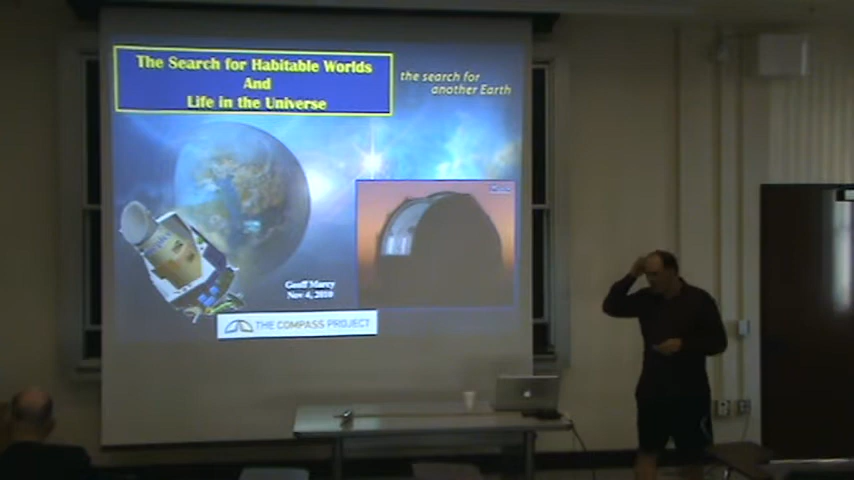 The Search for Habitable Worlds
And
Life in the Universe
the search for
another Earth
Geoff Marcy
Nov 4, 2010
THE COMPASS PROJECT